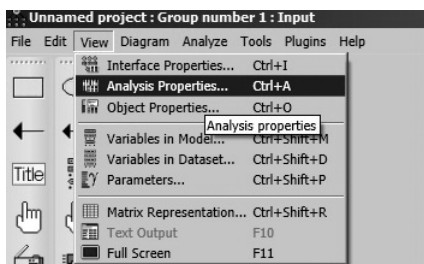 Unnamed project : Group number 1 : Input
File Edit View Diagram Analyze Tools Plugins Help
Interface Properties... Ctrl+I
Analysis Properties... Ctrl+A
Object Properties... Ctrl+O
Analysis properties
Variables in Model... Ctrl+Shift+M
Variables in Dataset... Ctrl+Shift+D
Title
Parameters... Ctrl+Shift+P
Matrix Representation... Ctrl+Shift+R
Text Output F10
Full Screen F11